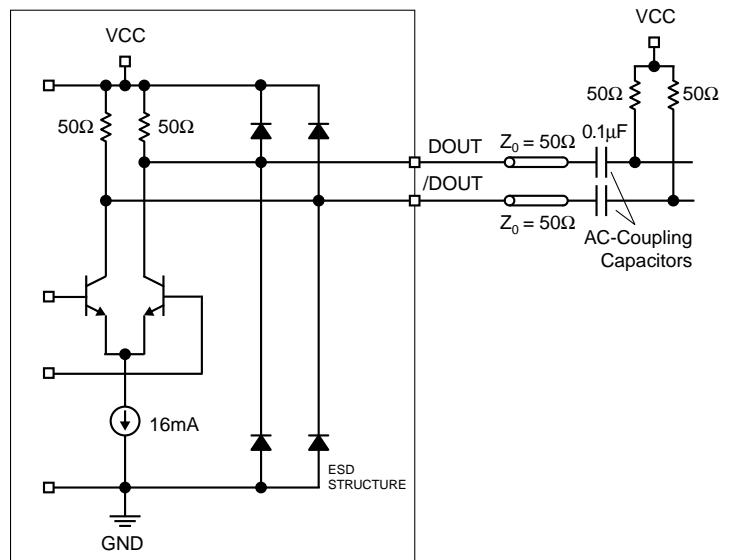 VCC
VCC
50Ω
50Ω
50Ω
50Ω
0.1µF
DOUT
Z0 = 50Ω
/DOUT
Z0 = 50Ω
AC-Coupling
Capacitors
16mA
ESD
STRUCTURE
GND